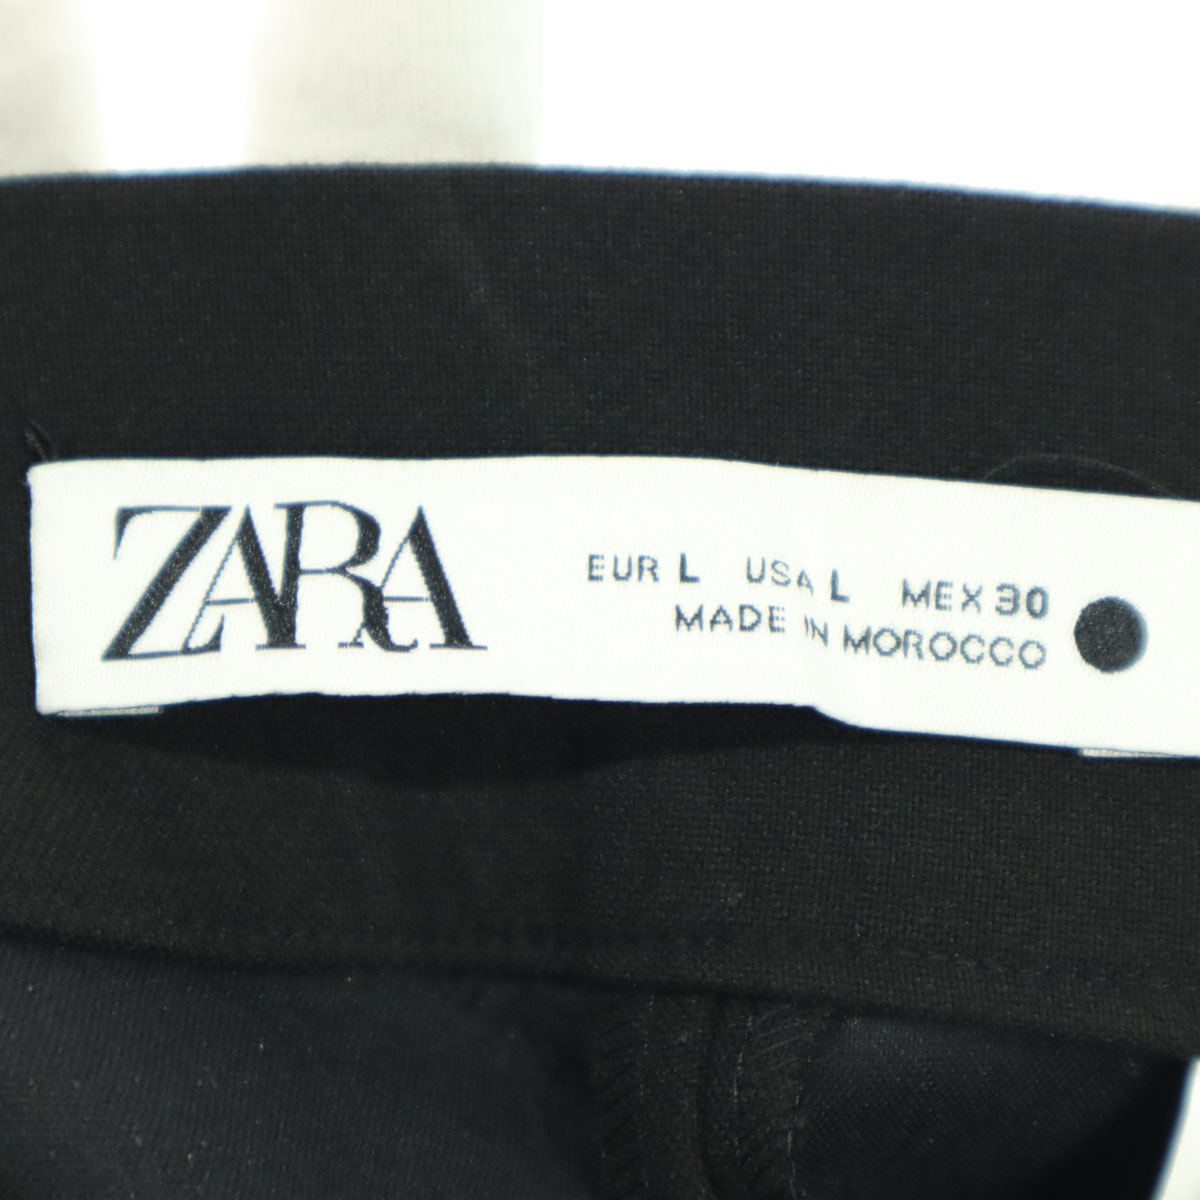 ZARA
EUR L USA L MEX 30
MADE IN MOROCCO